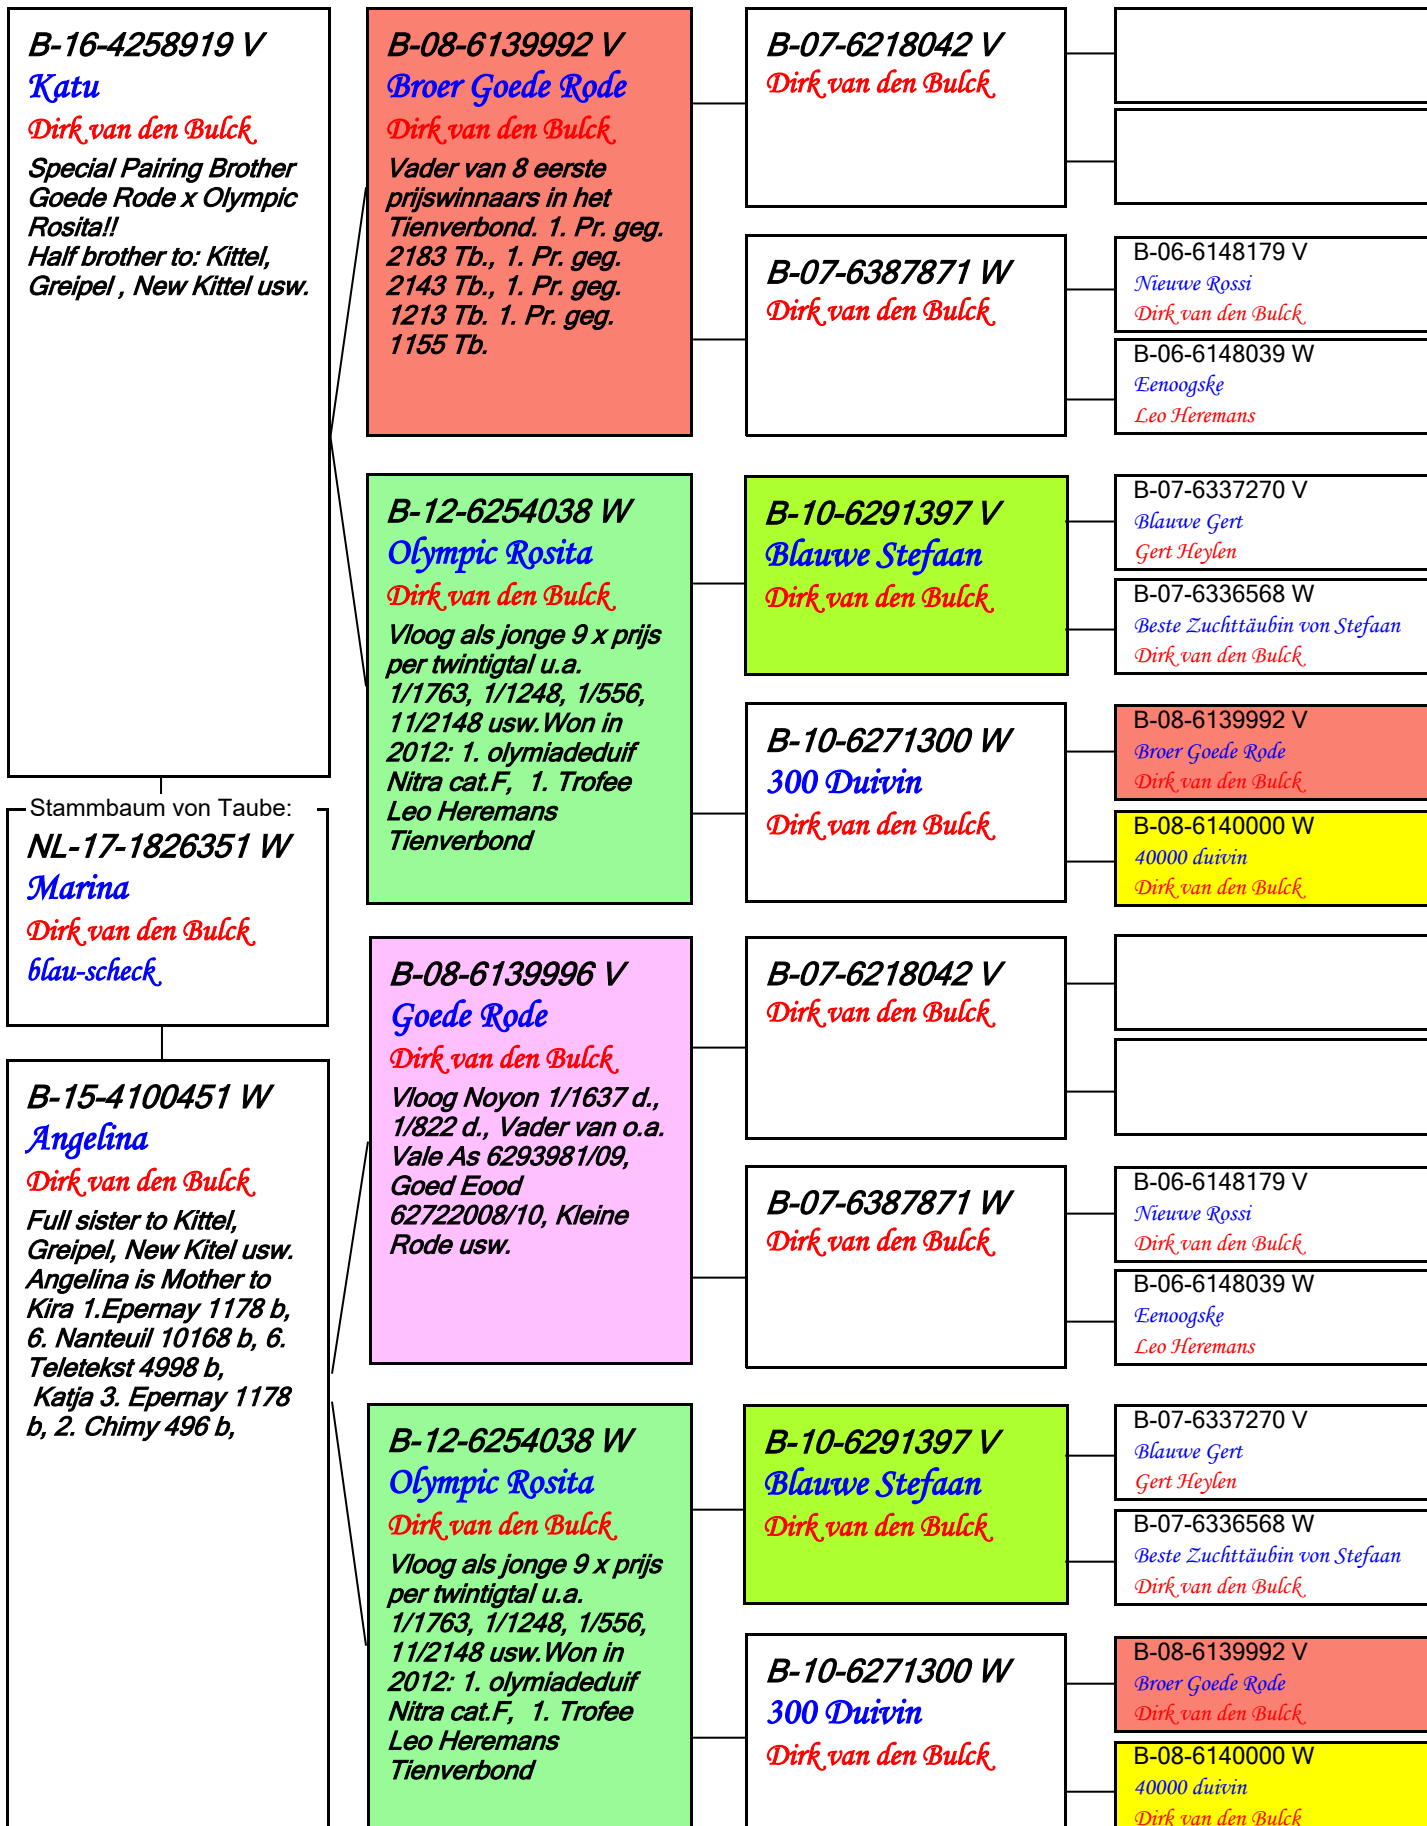 B-16-4258919 V
Katu
Dirk van den Bulck
Special Pairing Brother
Goede Rode x Olympic
Rosita!!
Half brother to: Kittel,
Greipel , New Kittel usw.
Stammbaum von Taube:
NL-17-1826351 W
Marina
Dirk van den Bulck
blau-scheck
B-15-4100451 W
Angelina
Dirk van den Bulck
Full sister to Kittel,
Greipel, New Kitel usw.
Angelina is Mother to
Kira 1.Epernay 1178 b,
6. Nanteuil 10168 b, 6.
Teletekst 4998 b,
Katja 3. Epernay 1178
b, 2. Chimy 496 b,
B-08-6139992 V
Broer Goede Rode
Dirk van den Bulck
Vader van 8 eerste
prijswinnaars in het
Tienverbond. 1. Pr. geg.
2183 Tb., 1. Pr. geg.
2143 Tb., 1. Pr. geg.
1213 Tb. 1. Pr. geg.
1155 Tb.
B-12-6254038 W
Olympic Rosita
Dirk van den Bulck
Vloog als jonge 9 x prijs
per twintigtal u.a.
1/1763, 1/1248, 1/556,
11/2148 usw.Won in
2012: 1. olymiadeduif
Nitra cat.F,  1. Trofee
Leo Heremans
Tienverbond
B-08-6139996 V
Goede Rode
Dirk van den Bulck
Vloog Noyon 1/1637 d.,
1/822 d., Vader van o.a.
Vale As 6293981/09,
Goed Eood
62722008/10, Kleine
Rode usw.
B-12-6254038 W
Olympic Rosita
Dirk van den Bulck
Vloog als jonge 9 x prijs
per twintigtal u.a.
1/1763, 1/1248, 1/556,
11/2148 usw.Won in
2012: 1. olymiadeduif
Nitra cat.F,  1. Trofee
Leo Heremans
Tienverbond
B-07-6218042 V
Dirk van den Bulck
B-07-6387871 W
Dirk van den Bulck
B-10-6291397 V
Blauwe Stefaan
Dirk van den Bulck
B-10-6271300 W
300 Duivin
Dirk van den Bulck
B-07-6218042 V
Dirk van den Bulck
B-07-6387871 W
Dirk van den Bulck
B-10-6291397 V
Blauwe Stefaan
Dirk van den Bulck
B-10-6271300 W
300 Duivin
Dirk van den Bulck
B-06-6148179 V
Nieuwe Rossi
Dirk van den Bulck
B-06-6148039 W
Eenoogske
Leo Heremans
B-07-6337270 V
Blauwe Gert
Gert Heylen
B-07-6336568 W
Beste Zuchttäubin von Stefaan
Dirk van den Bulck
B-08-6139992 V
Broer Goede Rode
Dirk van den Bulck
B-08-6140000 W
40000 duivin
Dirk van den Bulck
B-06-6148179 V
Nieuwe Rossi
Dirk van den Bulck
B-06-6148039 W
Eenoogske
Leo Heremans
B-07-6337270 V
Blauwe Gert
Gert Heylen
B-07-6336568 W
Beste Zuchttäubin von Stefaan
Dirk van den Bulck
B-08-6139992 V
Broer Goede Rode
Dirk van den Bulck
B-08-6140000 W
40000 duivin
Dirk van den Bulck